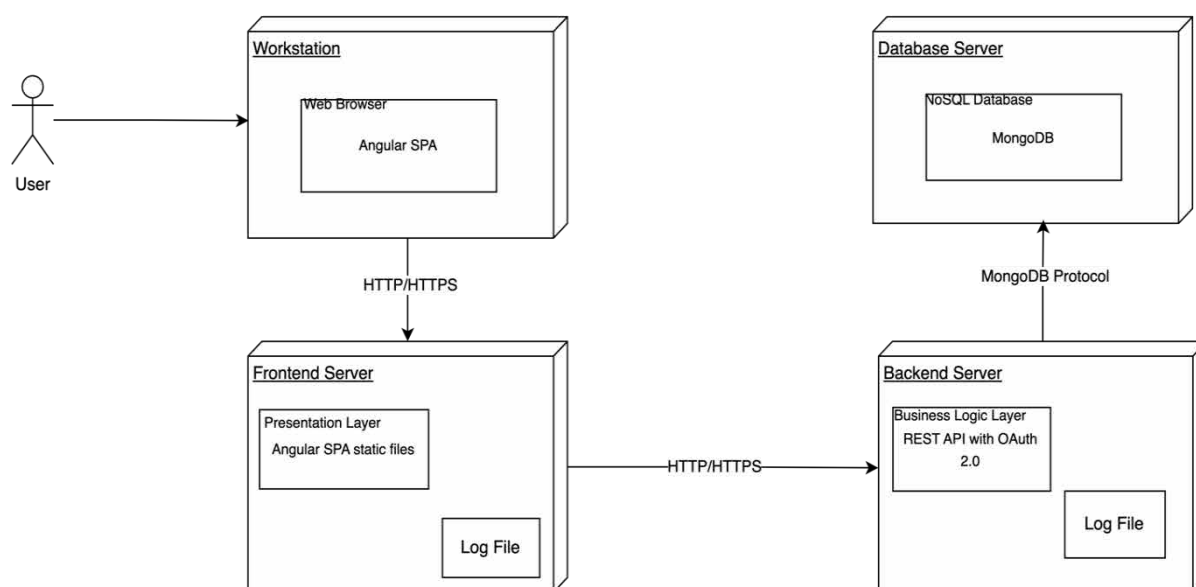 Workstation
Web Browser
Angular SPA
User
HTTP/HTTPS
Database Server
NoSQL Database
MongoDB
MongoDB Protocol
Frontend Server
Presentation Layer
Angular SPA static files
Log File
HTTP/HTTPS
Backend Server
Business Logic Layer
REST API with OAuth
2.0
Log File